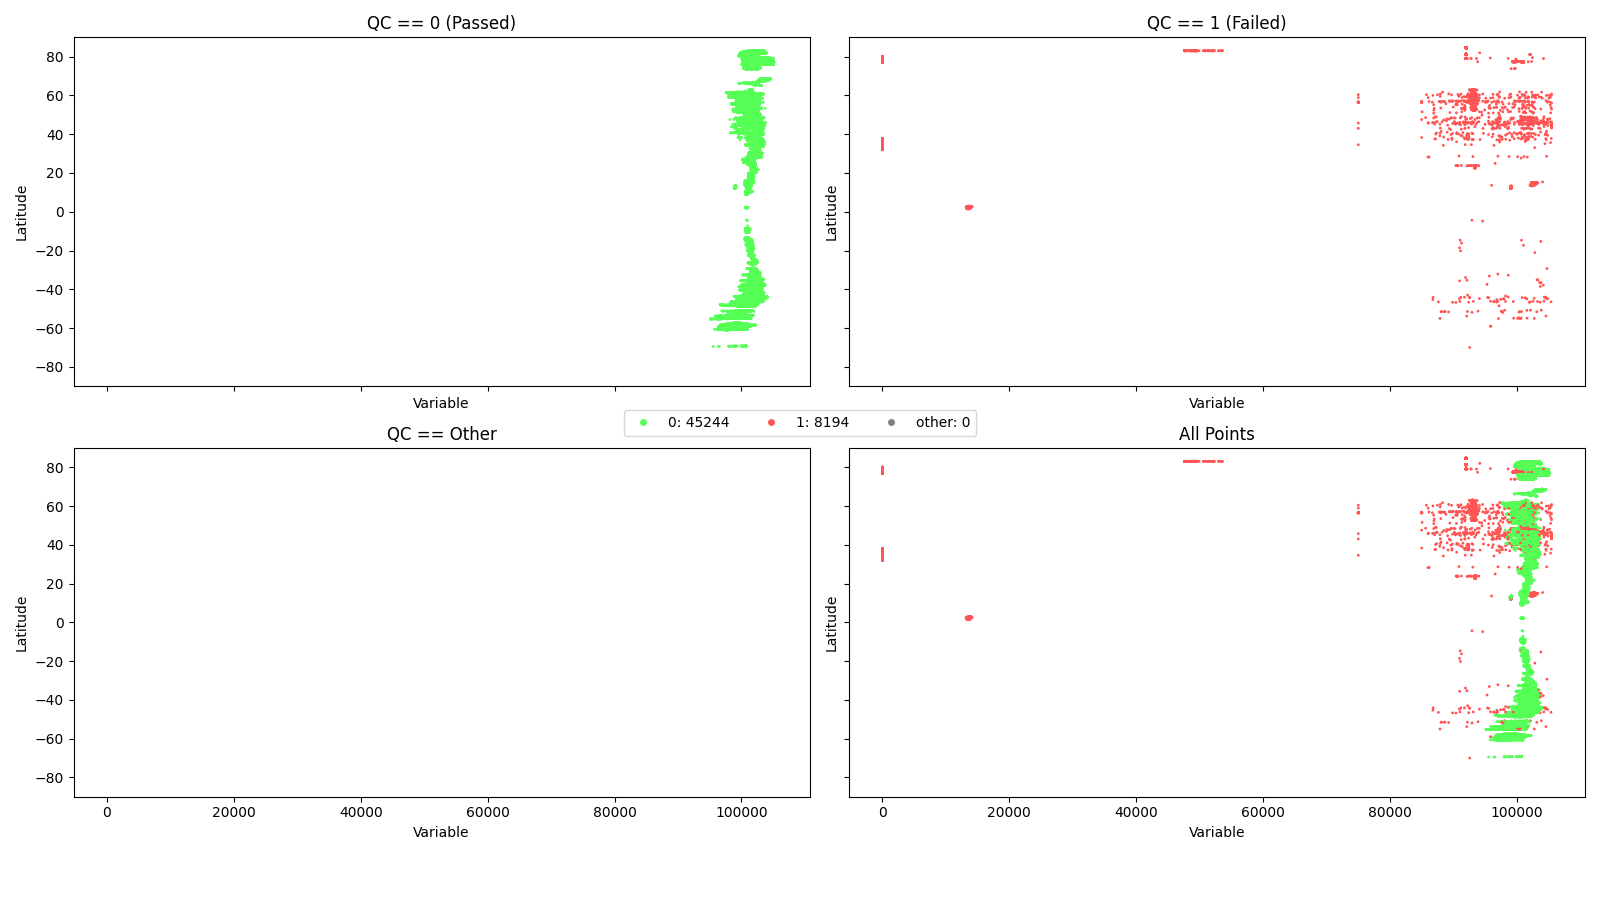 QC == 0 (Passed)
QC == 1 (Failed)
80
60
40
20
0
−20
−40
−60
−80
Latitude
Latitude
Variable
Variable
0: 45244
1: 8194
other: 0
QC == Other
All Points
80
60
40
20
0
−20
−40
−60
−80
Latitude
Latitude
0
20000
40000
60000
80000
100000
0
20000
40000
60000
80000
100000
Variable
Variable